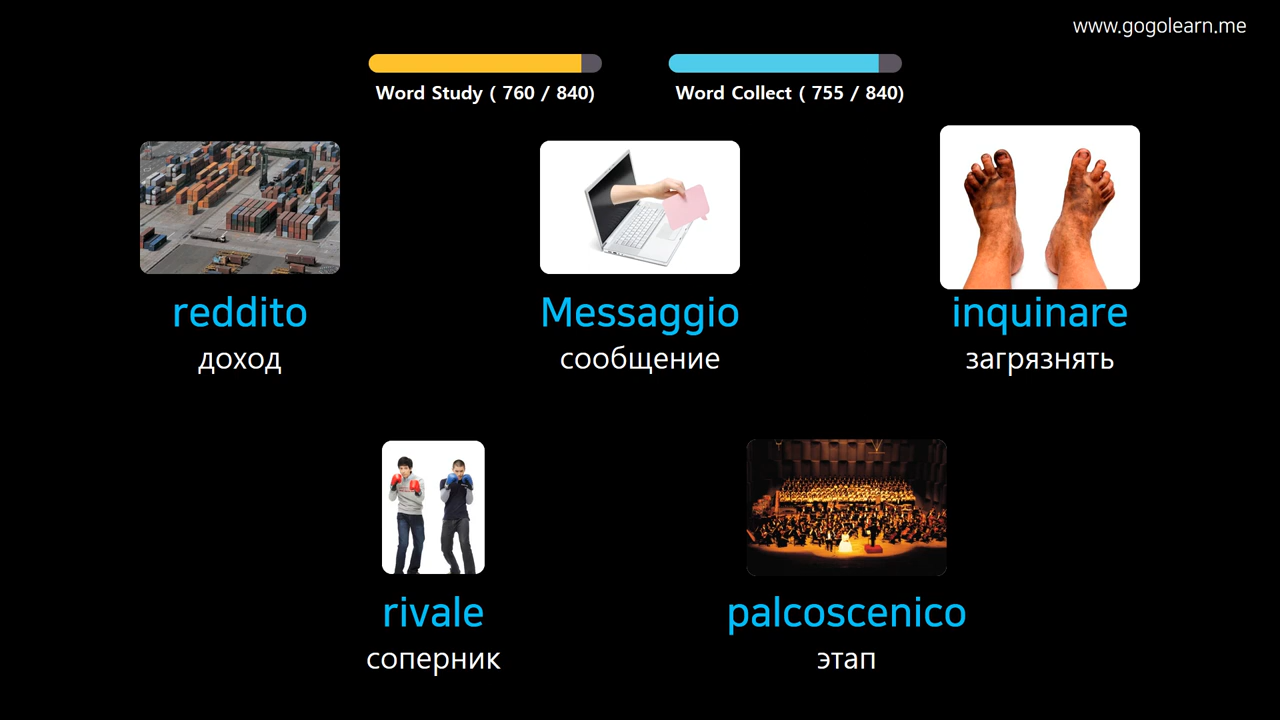 www.gogolearn.me
Word Study ( 760 / 840)
Word Collect ( 755 / 840)
reddito
Messaggio
inquinare
доход
сообщение
загрязнять
rivale
palcoscenico
соперник
этап